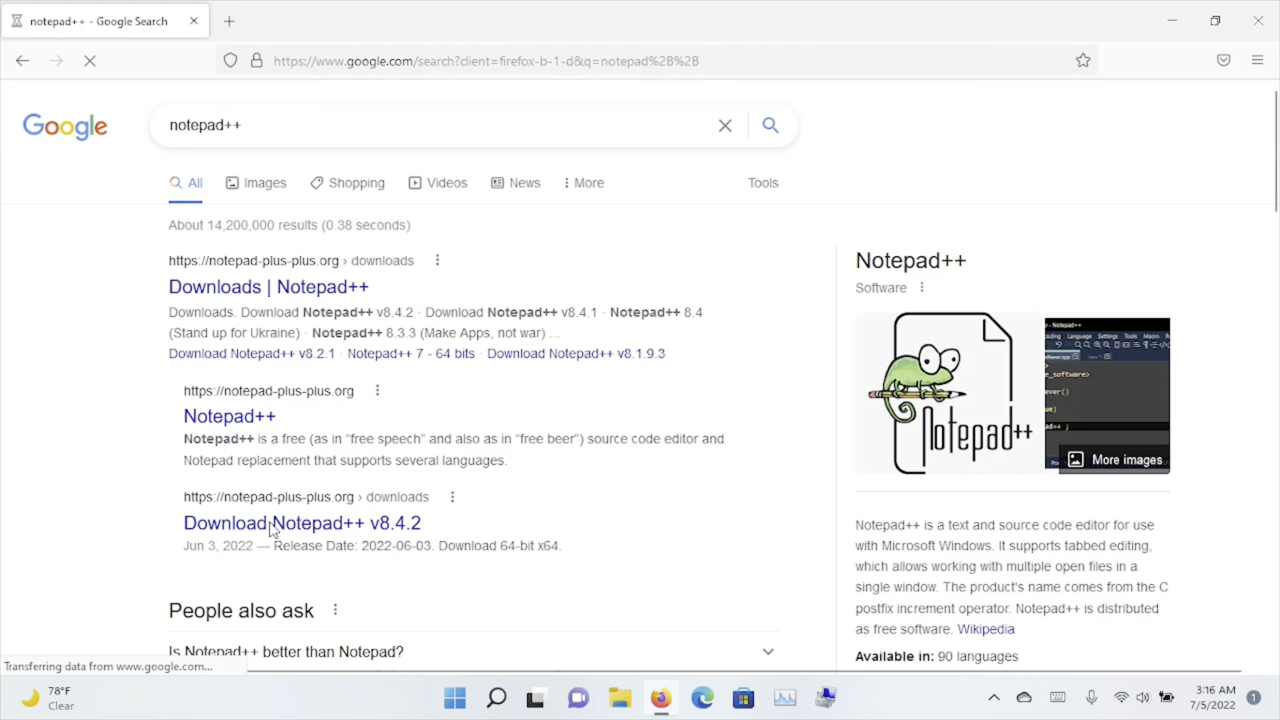 notepad++ - Google Search
https://www.google.com/search?client=firefox-b-1-d&q=notepad%2B%2B
Google
notepad++
All
Images
Shopping
Videos
News
More
Tools
About 14,200,000 results (0.38 seconds)
https://notepad-plus-plus.org › downloads
Downloads | Notepad++
Downloads. Download Notepad++ v8.4.2 · Download Notepad++ v8.4.1 · Notepad++ 8.4
(Stand up for Ukraine) · Notepad++ 8.3.3 (Make Apps, not war) ...
Download Notepad++ v8.2.1 · Notepad++ 7 - 64 bits · Download Notepad++ v8.1.9.3
https://notepad-plus-plus.org
Notepad++
Notepad++ is a free (as in “free speech” and also as in “free beer”) source code editor and
Notepad replacement that supports several languages.
https://notepad-plus-plus.org › downloads
Download Notepad++ v8.4.2
Jun 3, 2022 — Release Date: 2022-06-03. Download 64-bit x64.
People also ask
Is Notepad++ better than Notepad?
Notepad++
Software
Notepad++
- Notepad++
Language Settings Tools Macro
More images
Notepad++ is a text and source code editor for use
with Microsoft Windows. It supports tabbed editing,
which allows working with multiple open files in a
single window. The product's name comes from the C
postfix increment operator. Notepad++ is distributed
as free software. Wikipedia
Available in: 90 languages
Transferring data from www.google.com...
78°F
Clear
3:16 AM
7/5/2022
1